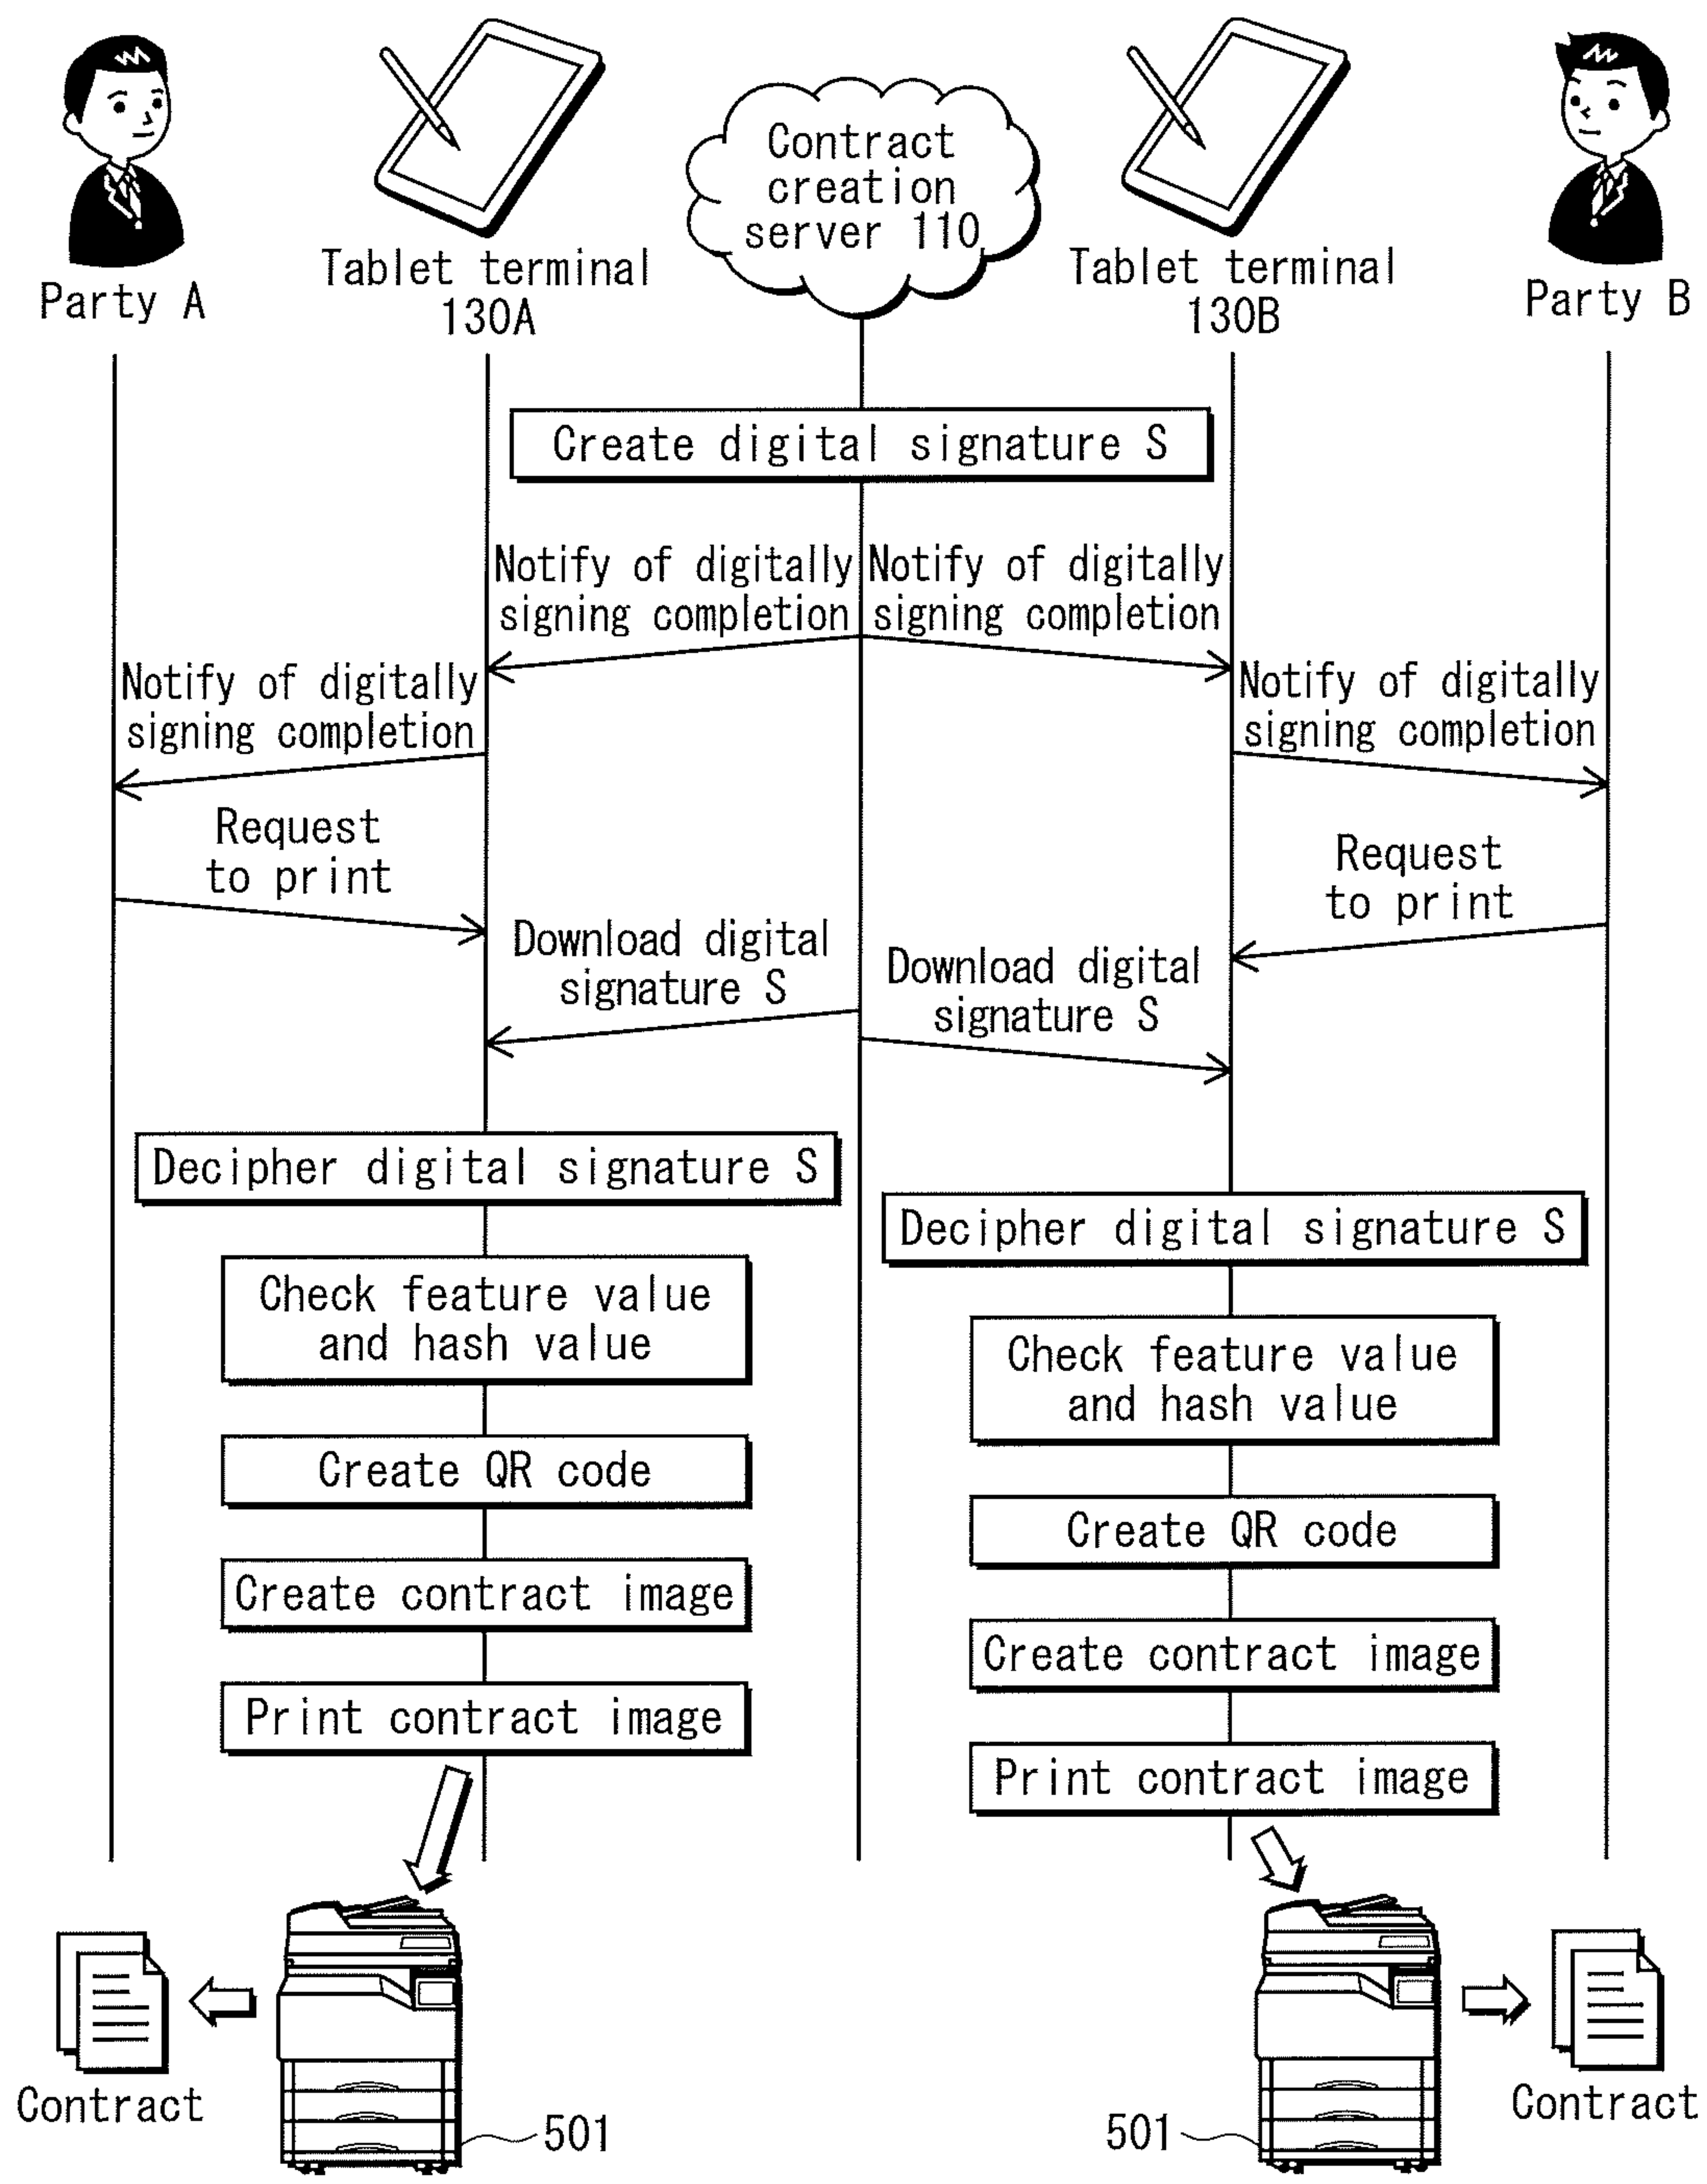 Party A
Tablet terminal
130A
Contract
creation
server 110
Tablet terminal
130B
Party B
Create digital signature S
Notify of digitally
signing completion
Notify of digitally
signing completion
Notify of digitally
signing completion
Notify of digitally
signing completion
Request
to print
Request
to print
Download digital
signature S
Download digital
signature S
Decipher digital signature S
Decipher digital signature S
Check feature value
and hash value
Check feature value
and hash value
Create QR code
Create QR code
Create contract image
Create contract image
Print contract image
Print contract image
Contract
501
501
Contract